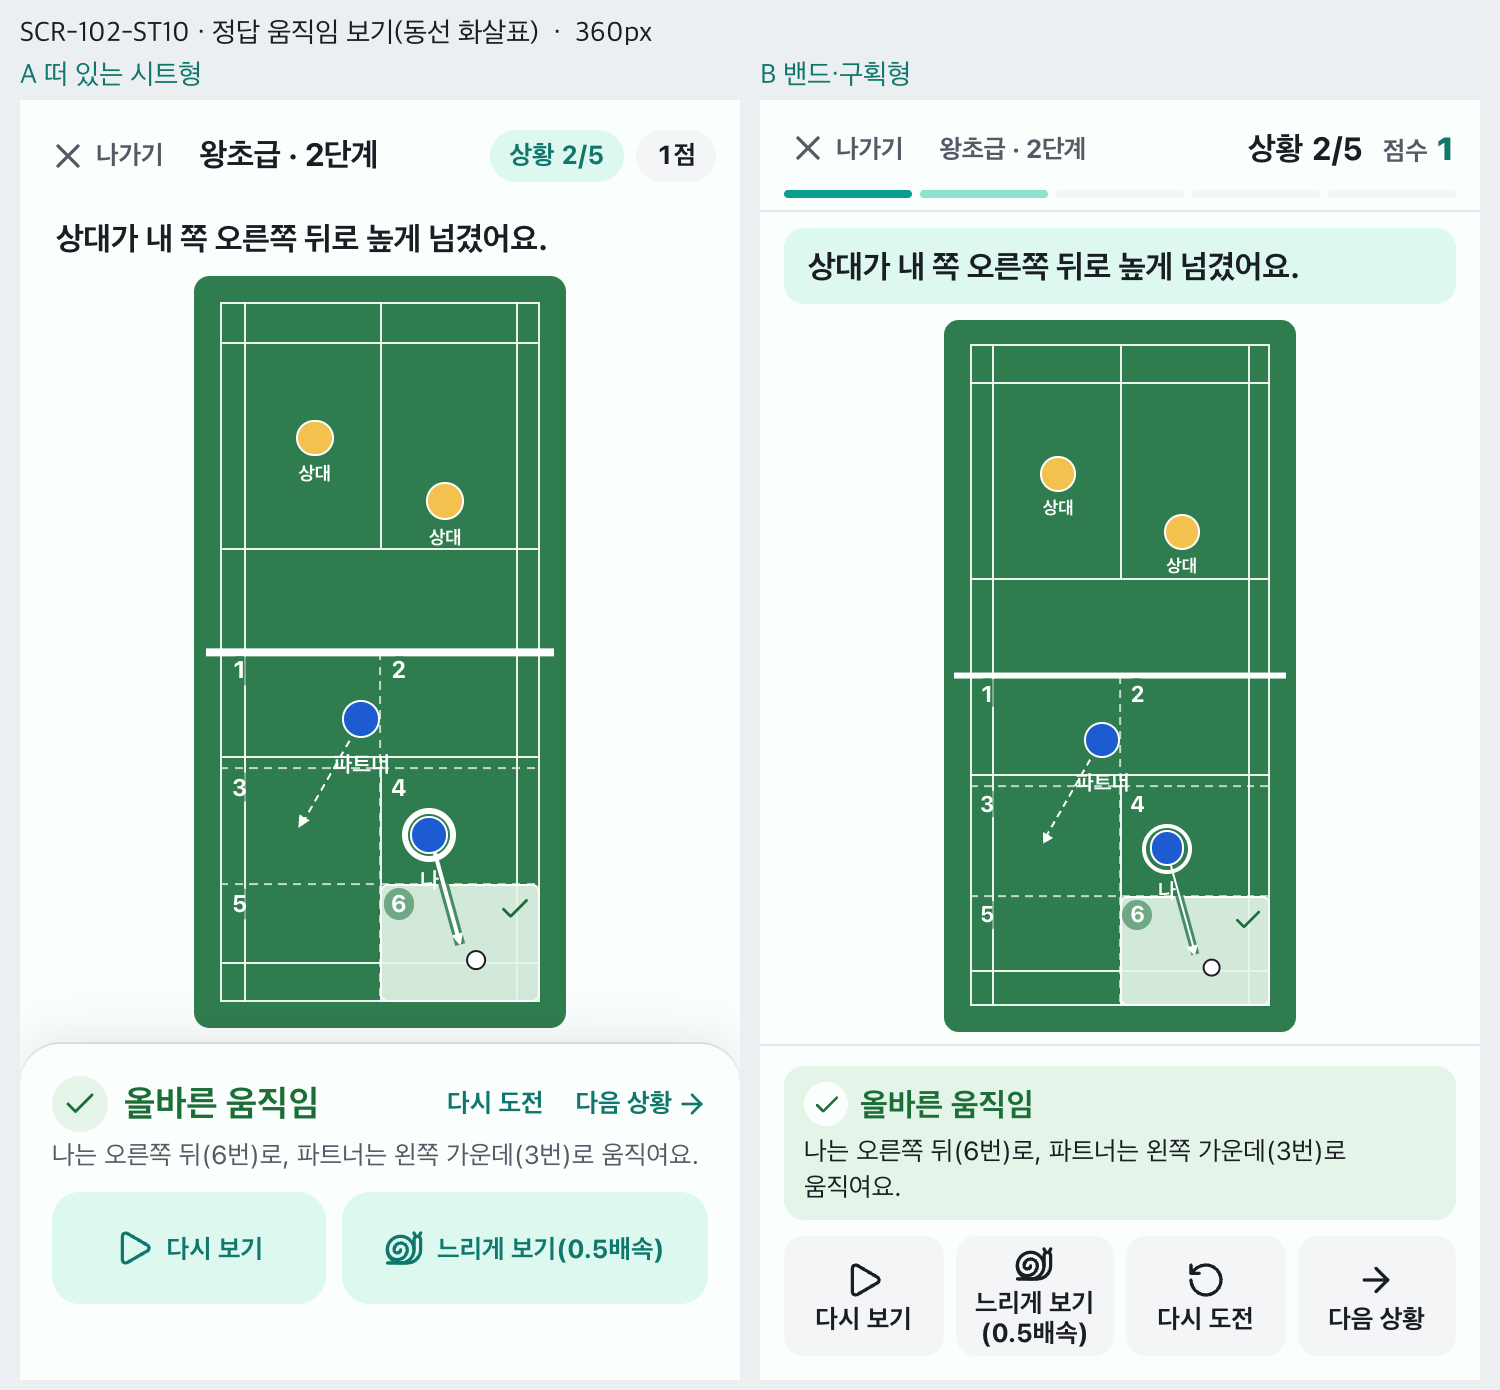 SCR-102-ST10 · 정답 움직임 보기(동선 화살표) · 360px
A 떠 있는 시트형
나가기 왕초급 · 2단계 상황 2/5 1점
상대가 내 쪽 오른쪽 뒤로 높게 넘겼어요.
상대
상대
1 2
파트너
3 4
나
5 6
올바른 움직임 다시 도전 다음 상황
나는 오른쪽 뒤(6번)로, 파트너는 왼쪽 가운데(3번)로 움직여요.
다시 보기 느리게 보기(0.5배속)
B 밴드·구획형
나가기 왕초급 · 2단계 상황 2/5 점수 1
상대가 내 쪽 오른쪽 뒤로 높게 넘겼어요.
상대
상대
1 2
파트너
3 4
나
5 6
올바른 움직임
나는 오른쪽 뒤(6번)로, 파트너는 왼쪽 가운데(3번)로
움직여요.
다시 보기 느리게 보기 다시 도전 다음 상황
(0.5배속)